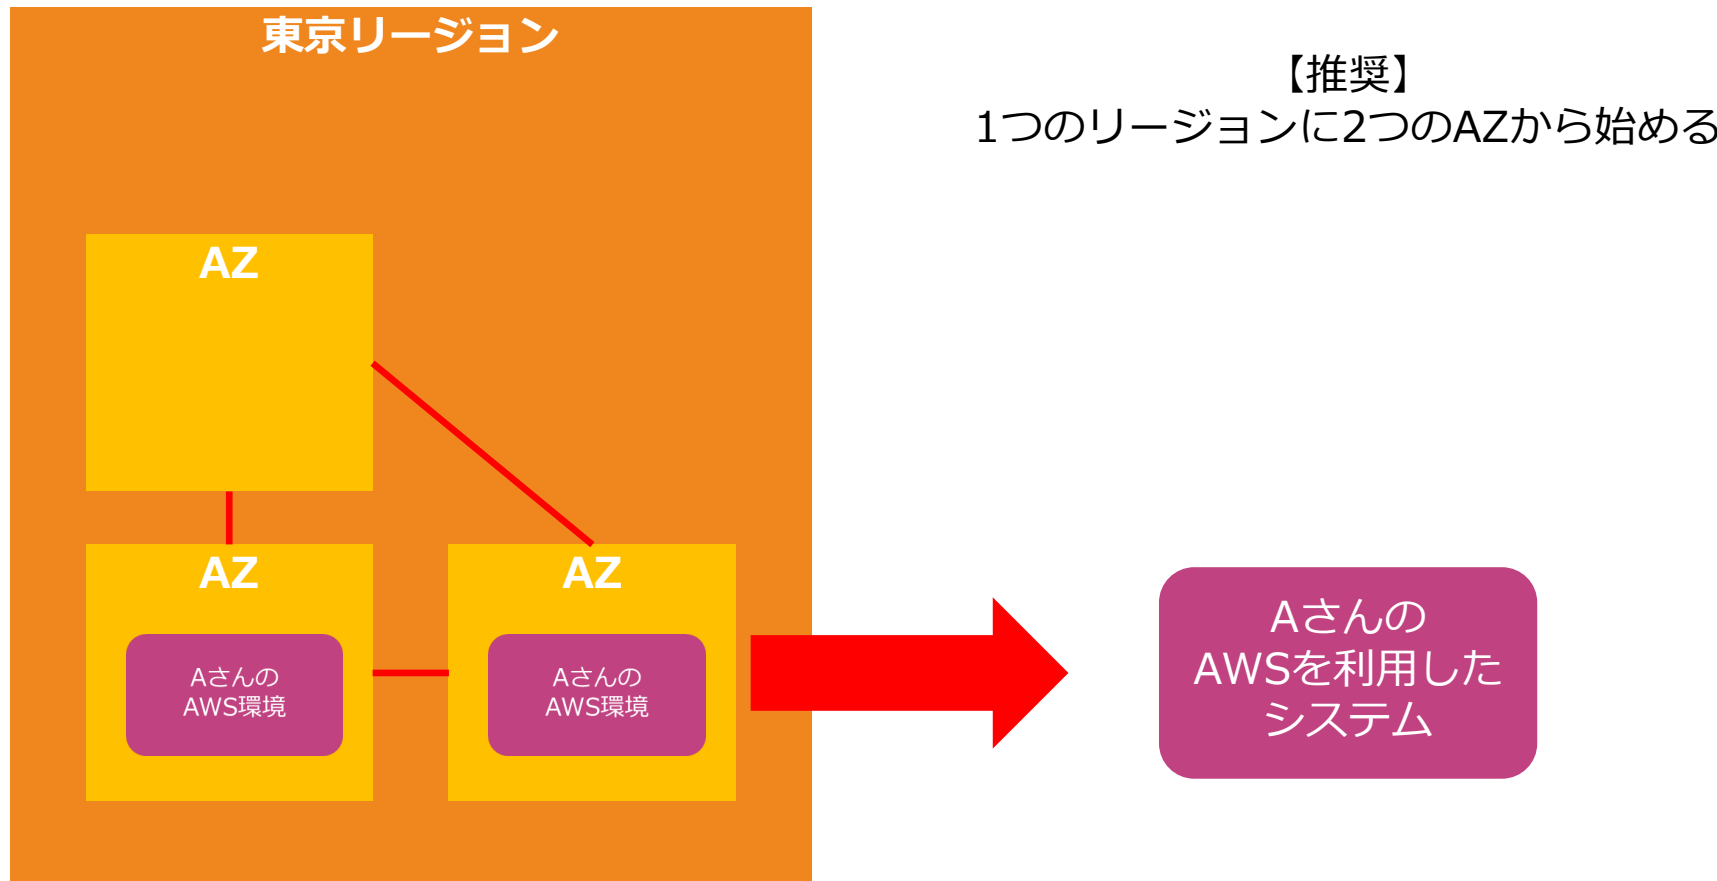 東京リージョン
【推奨】
1つのリージョンに2つのAZから始める
AZ
AZ
AZ
Aさんの
AWS環境
Aさんの
AWS環境
Aさんの
AWSを利用した
システム